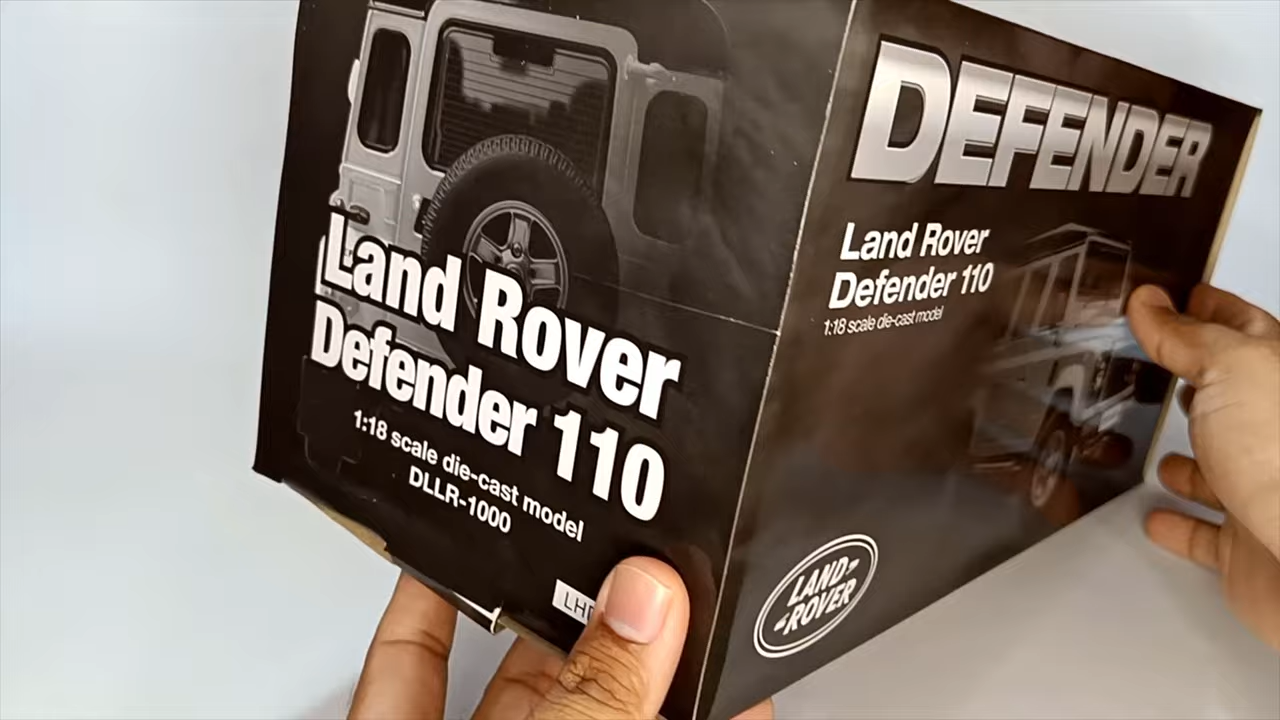 Land Rover
Defender 110
1:18 scale die-cast model
DLLR-1000
DEFENDER
Land Rover
Defender 110
1:18 scale die-cast model
LAND
ROVER